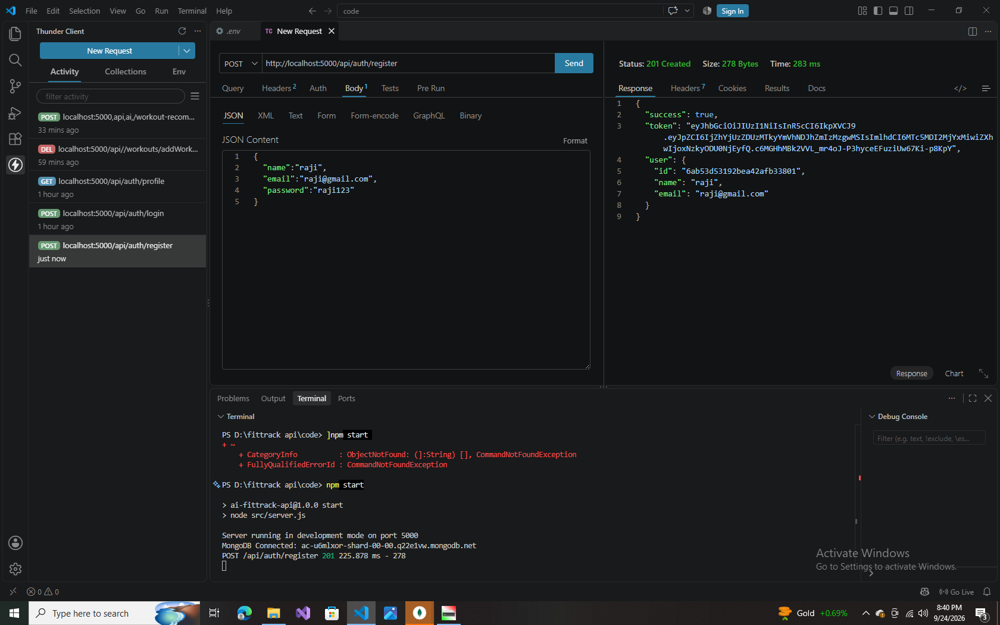 File Edit Selection View Go Run Terminal Help
code
Sign In
Thunder Client
New Request
Activity Collections Env
filter activity
POST localhost:5000,api,ai,/workout-recom...
33 mins ago
DEL localhost:5000/api//workouts/addWork...
59 mins ago
GET localhost:5000/api/auth/profile
1 hour ago
POST localhost:5000/api/auth/login
1 hour ago
POST localhost:5000/api/auth/register
just now
.env
TC New Request
POST http://localhost:5000/api/auth/register Send
Query Headers 2 Auth Body 1 Tests Pre Run
JSON XML Text Form Form-encode GraphQL Binary
JSON Content Format
1 {
2 "name":"raji",
3 "email":"raji@gmail.com",
4 "password":"raji123"
5 }
Status: 201 Created Size: 278 Bytes Time: 283 ms
Response Headers 7 Cookies Results Docs </>
1 {
2 "success": true,
3 "token": "eyJhbGciOiJIUzI1NiIsInR5cCI6IkpXVCJ9
.eyJpZCI6IjZhYjUzZDUzMTkyYmVhNDJhZmIzMzgwMSIsImlhdCI6MTc5MDI2MjYxMiwiZXh
wIjoxNzkyODU0NjEyfQ.c6MGHhMBk2VVL_mr4oJ-P3hyceEFuziUw67Ki-p8KpY",
4 "user": {
5 "id": "6ab53d53192bea42afb33801",
6 "name": "raji",
7 "email": "raji@gmail.com"
8 }
9 }
Response Chart
Problems Output Terminal Ports
Terminal
PS D:\fittrack api\code> ]npm start
+ ~
+ CategoryInfo : ObjectNotFound: (]:String) [], CommandNotFoundException
+ FullyQualifiedErrorId : CommandNotFoundException
PS D:\fittrack api\code> npm start
> ai-fittrack-api@1.0.0 start
> node src/server.js
Server running in development mode on port 5000
MongoDB Connected: ac-u6mlxor-shard-00-00.q22e1vw.mongodb.net
POST /api/auth/register 201 225.878 ms - 278
Debug Console
Filter (e.g. text, !exclude, \es...
Activate Windows
Go to Settings to activate Windows.
0 0
Go Live
Type here to search
Gold +0.69%
8:40 PM
9/24/2026
3